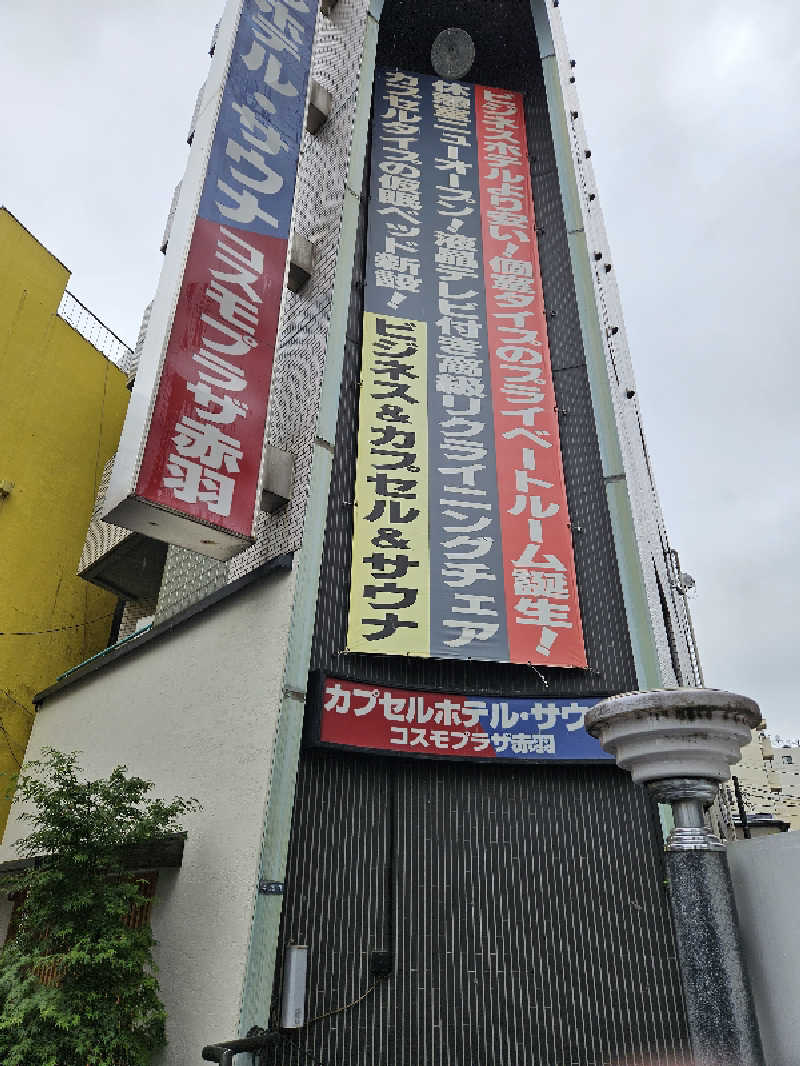 ホテル・サウナ
コスモプラザ赤羽
ビジネスホテルより安い!個室タイプのプライベートルーム誕生!
休憩室ニューオープン!液晶テレビ付き高級リクライニングチェア
カプセルタイプの仮眠ベッド新設!
ビジネス&カプセル&サウナ
カプセルホテル・サウ
コスモプラザ赤羽